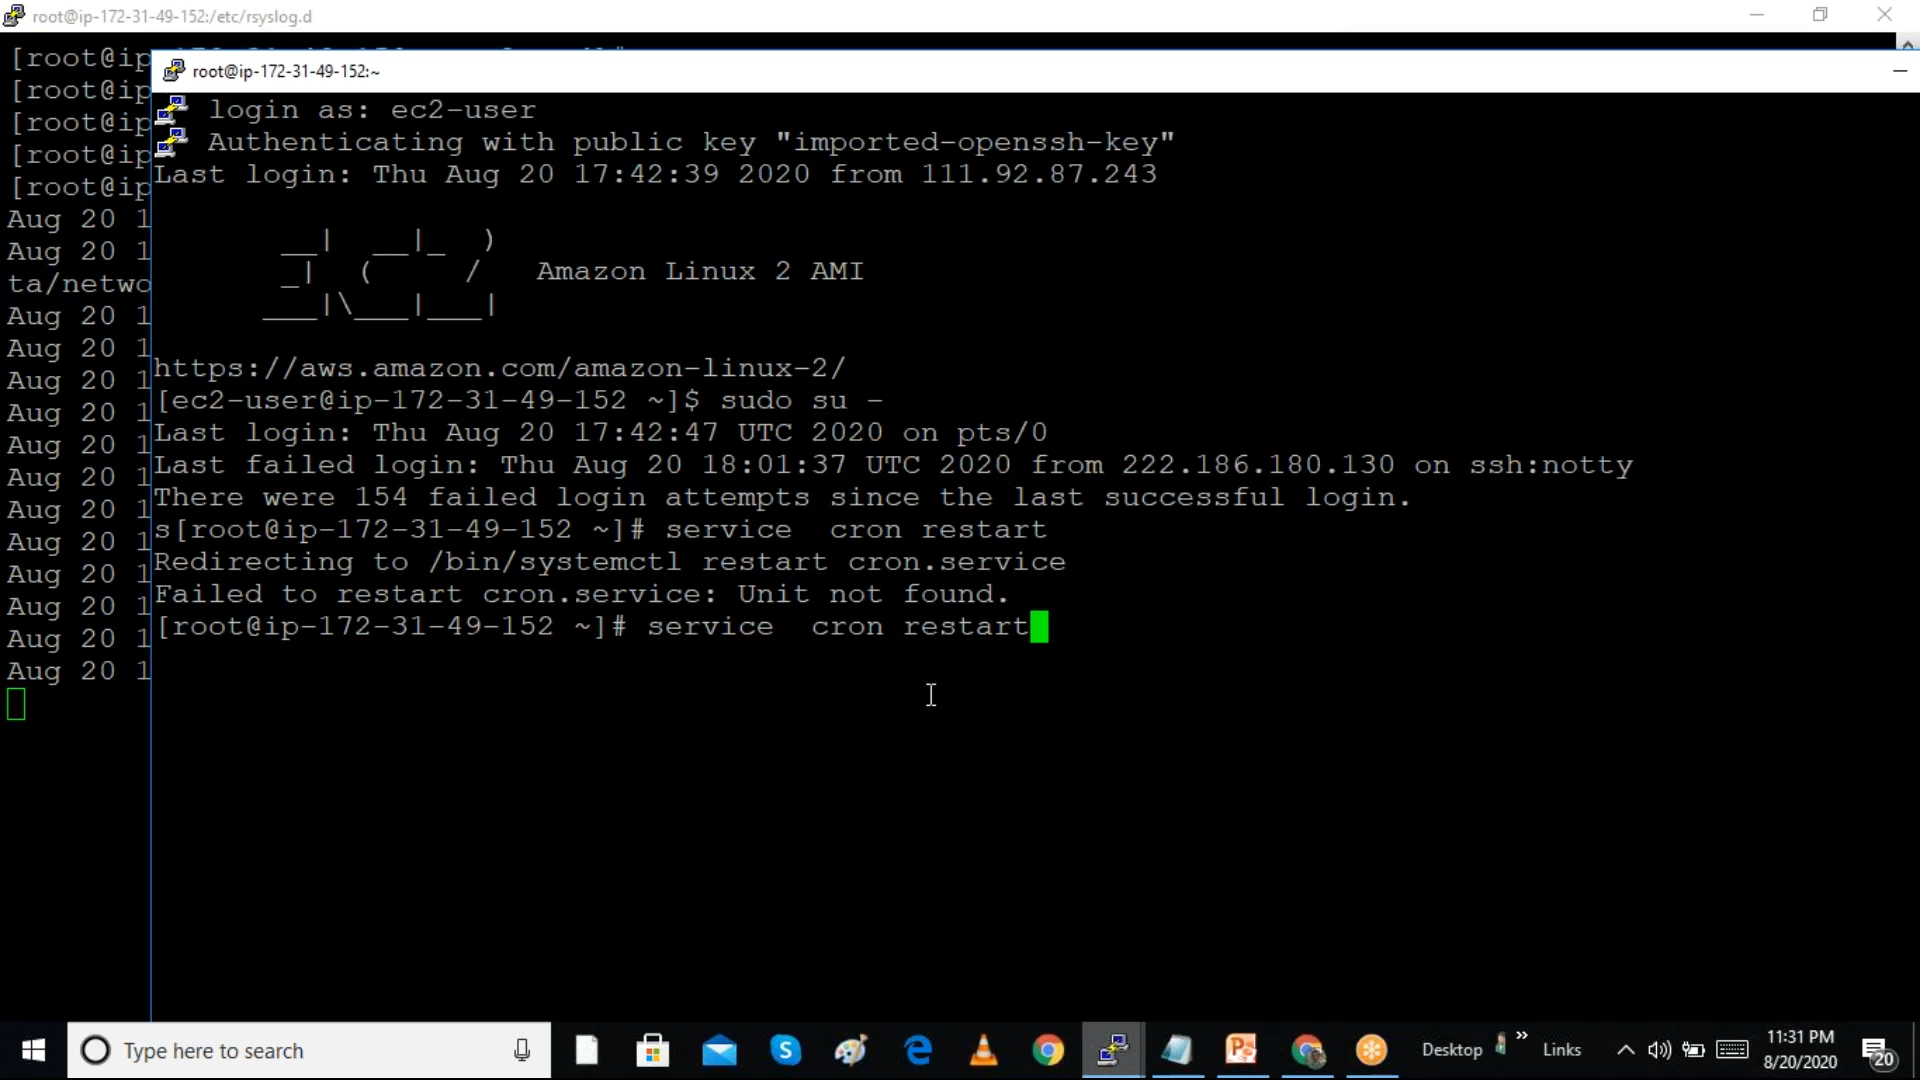 root@ip-172-31-49-152:/etc/rsyslog.d
[root@ip
[root@ip
[root@ip
[root@ip
[root@ip
Aug 20 1
Aug 20 1
ta/netwo
Aug 20 1
Aug 20 1
Aug 20 1
Aug 20 1
Aug 20 1
Aug 20 1
Aug 20 1
Aug 20 1
Aug 20 1
Aug 20 1
Aug 20 1
Aug 20 1
root@ip-172-31-49-152:~
login as: ec2-user
Authenticating with public key "imported-openssh-key"
Last login: Thu Aug 20 17:42:39 2020 from 111.92.87.243
__|  __|_  )
_|  (     /   Amazon Linux 2 AMI
___|\___|___|
https://aws.amazon.com/amazon-linux-2/
[ec2-user@ip-172-31-49-152 ~]$ sudo su -
Last login: Thu Aug 20 17:42:47 UTC 2020 on pts/0
Last failed login: Thu Aug 20 18:01:37 UTC 2020 from 222.186.180.130 on ssh:notty
There were 154 failed login attempts since the last successful login.
s[root@ip-172-31-49-152 ~]# service  cron restart
Redirecting to /bin/systemctl restart cron.service
Failed to restart cron.service: Unit not found.
[root@ip-172-31-49-152 ~]# service  cron restart
Type here to search
Desktop
Links
11:31 PM
8/20/2020
20